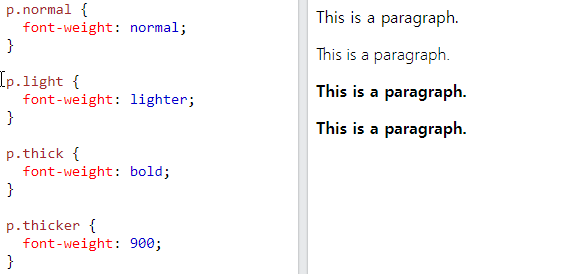 p.normal {
  font-weight: normal;
}
p.light {
  font-weight: lighter;
}
p.thick {
  font-weight: bold;
}
p.thicker {
  font-weight: 900;
}
This is a paragraph.
This is a paragraph.
This is a paragraph.
This is a paragraph.